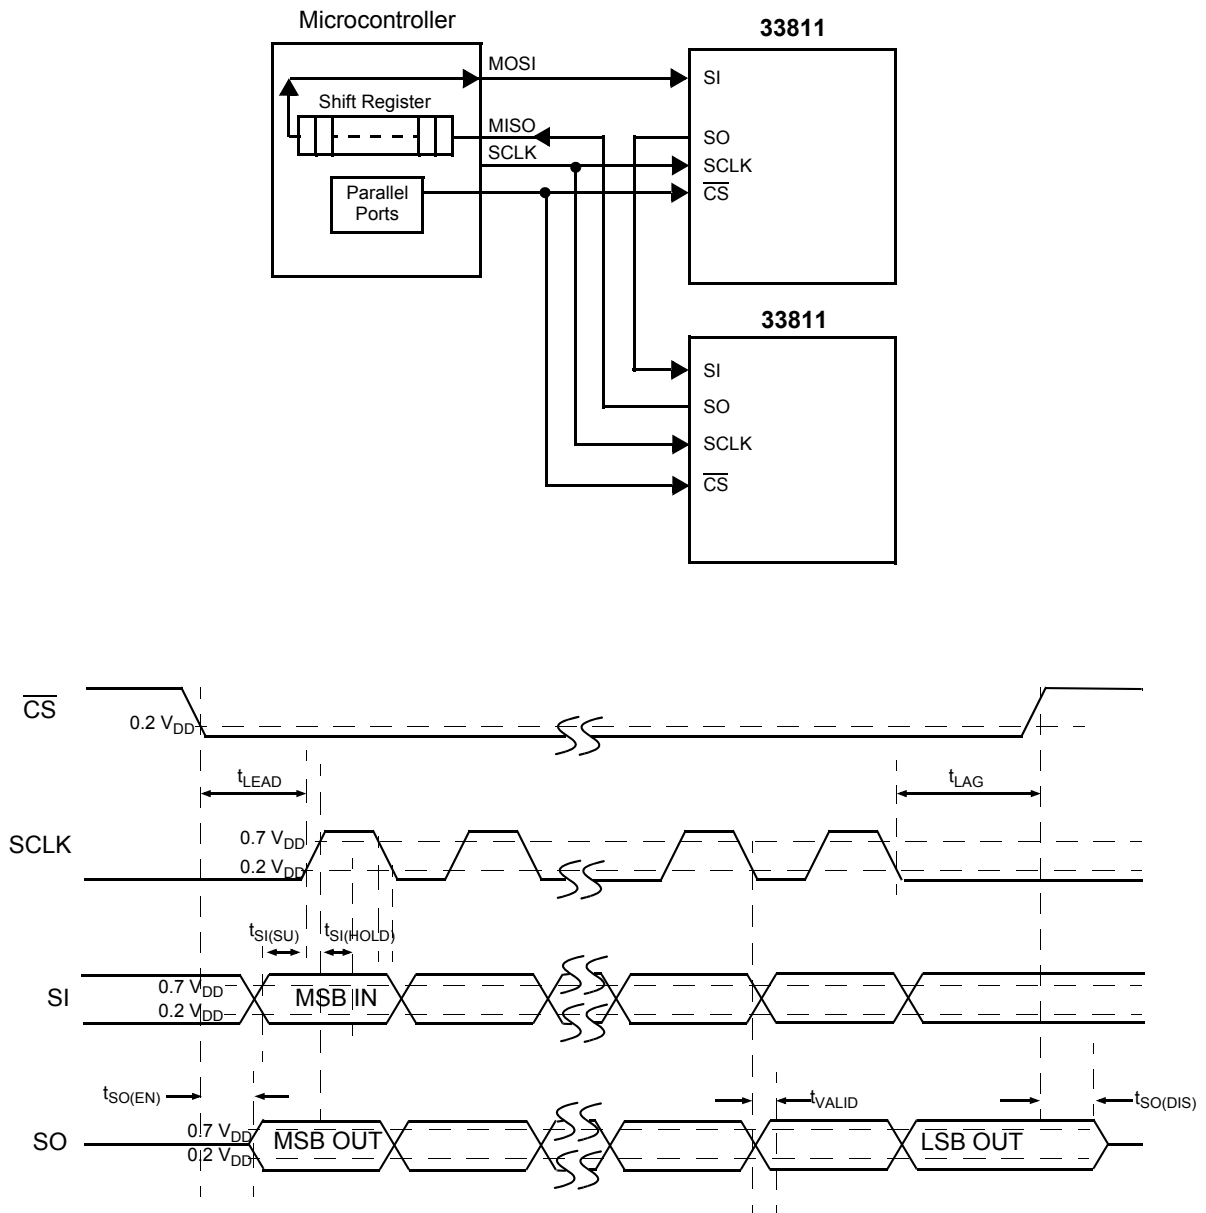 Microcontroller
33811
MOSI
SI
Shift Register
MISO
SO
SCLK
SCLK
Parallel
Ports
CS
33811
SI
SO
SCLK
CS
CS
0.2 VDD
tLEAD
tLAG
SCLK
0.7 VDD
0.2 VDD
tSI(SU)
tSI(HOLD)
SI
0.7 VDD
MSB IN
0.2 VDD
tSO(EN)
tVALID
tSO(DIS)
SO
0.7 VDD
MSB OUT
LSB OUT
0.2 VDD